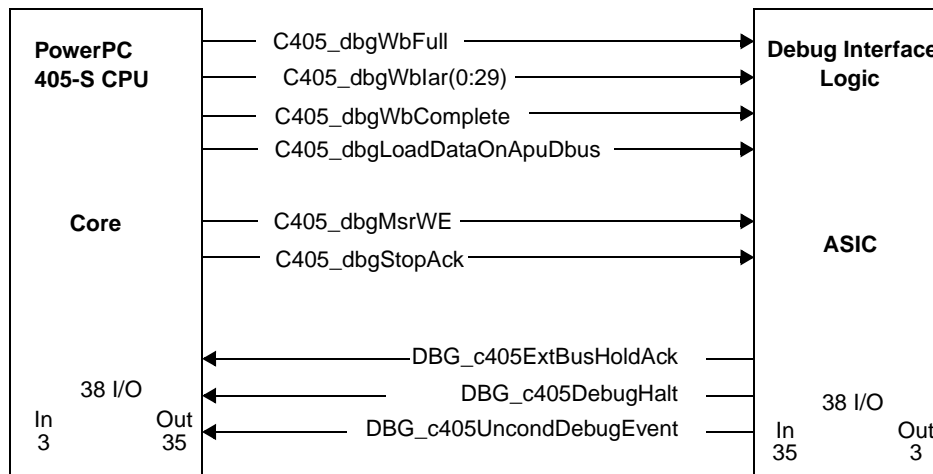 PowerPC
405-S CPU
Core
38 I/O
In Out
3 35
C405_dbgWbFull
C405_dbgWbIar(0:29)
C405_dbgWbComplete
C405_dbgLoadDataOnApuDbus
C405_dbgMsrWE
C405_dbgStopAck
DBG_c405ExtBusHoldAck
DBG_c405DebugHalt
DBG_c405UncondDebugEvent
Debug Interface
Logic
ASIC
38 I/O
In Out
35 3